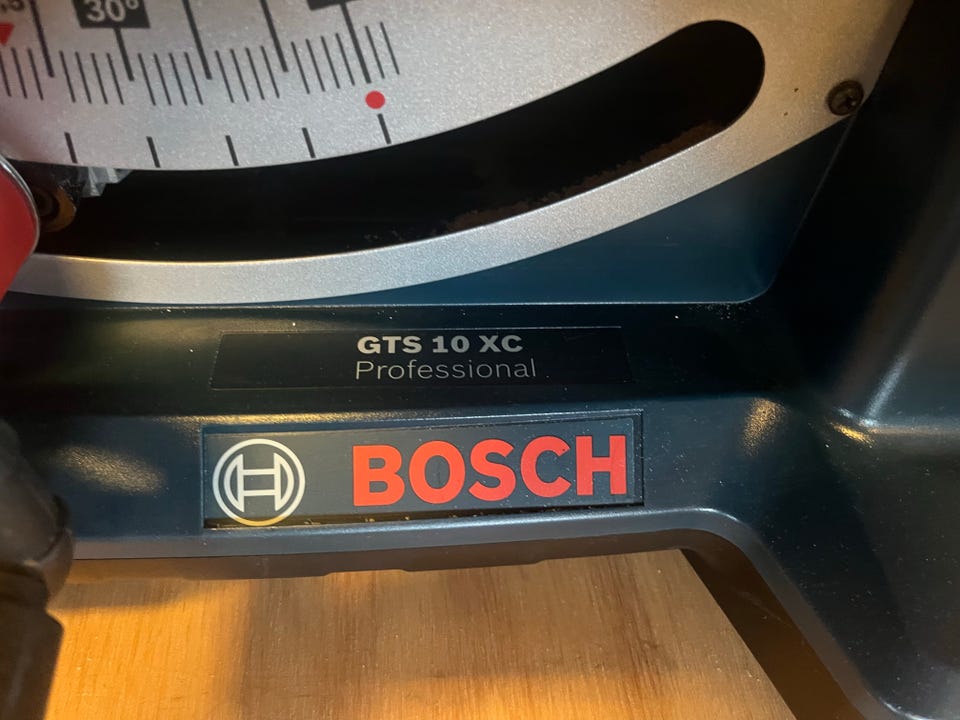 30°
GTS 10 XC
Professional
BOSCH